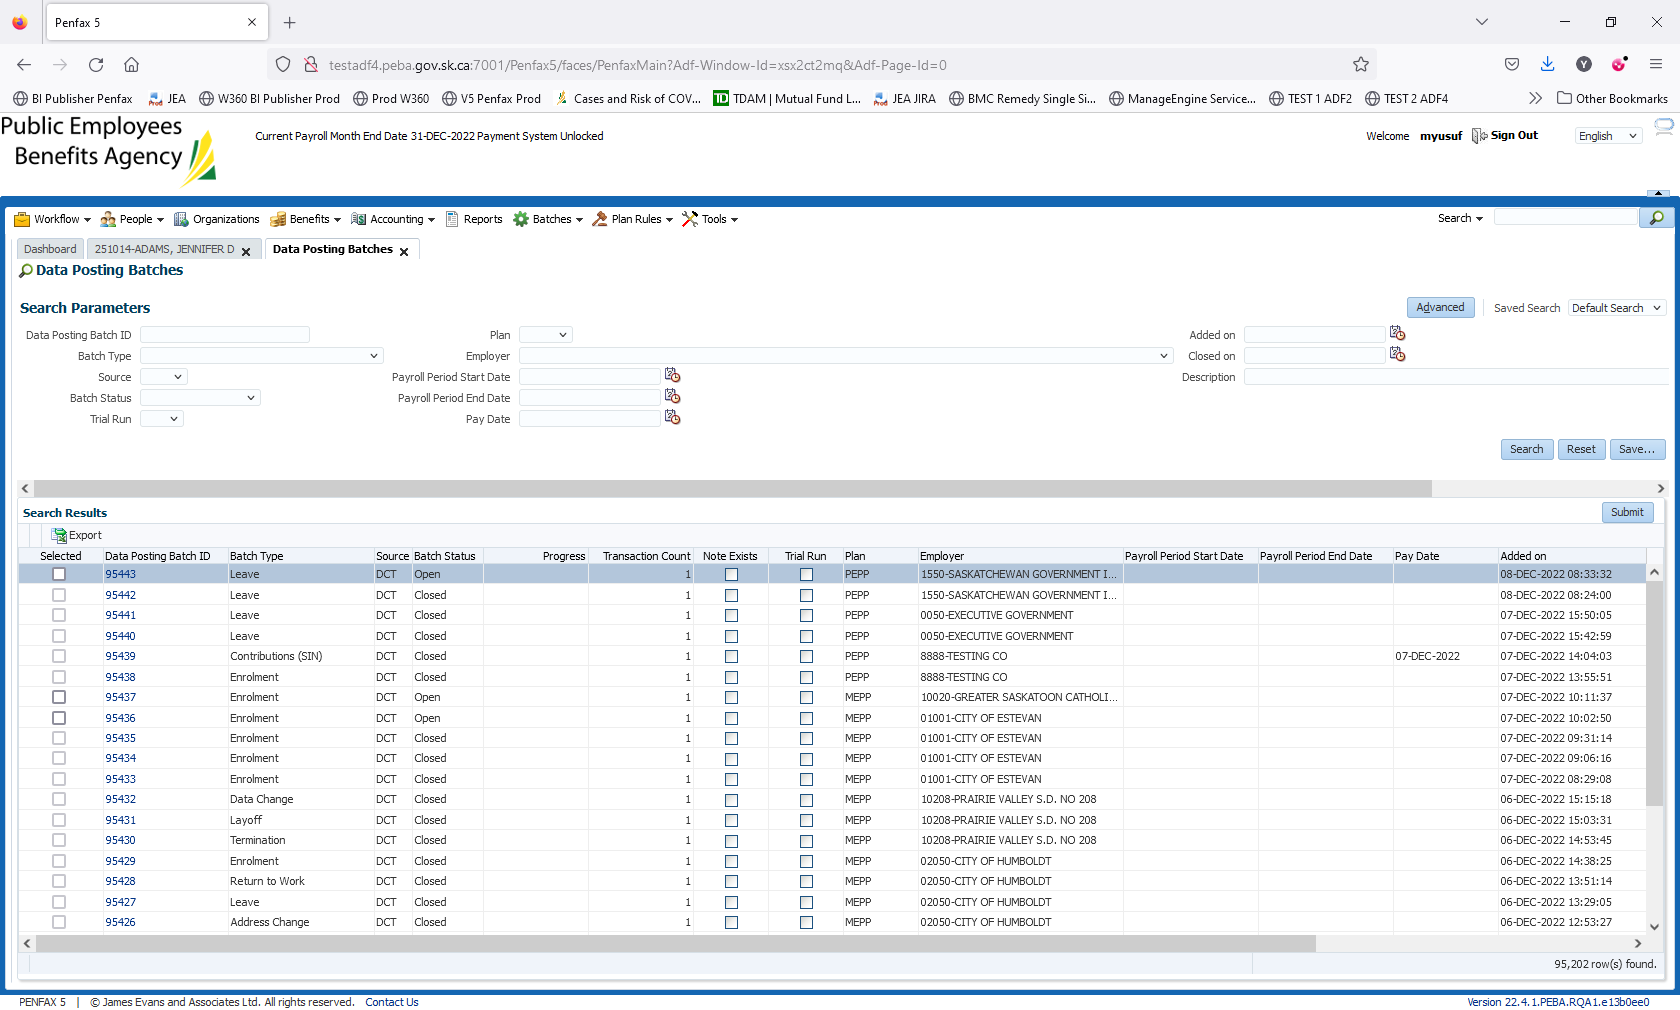 Penfax 5
testadf4.peba.gov.sk.ca:7001/Penfax5/faces/PenfaxMain?Adf-Window-Id=xsx2ct2mq&Adf-Page-Id=0
BI Publisher Penfax JEA W360 BI Publisher Prod Prod W360 V5 Penfax Prod Cases and Risk of COV... TD TDAM | Mutual Fund L... JEA JIRA BMC Remedy Single Si... ManageEngine Service... TEST 1 ADF2 TEST 2 ADF4 Other Bookmarks
Public Employees
Benefits Agency
Current Payroll Month End Date 31-DEC-2022 Payment System Unlocked
Welcome myusuf Sign Out English
Workflow People Organizations Benefits Accounting Reports Batches Plan Rules Tools Search
Dashboard 251014-ADAMS, JENNIFER D Data Posting Batches
Data Posting Batches
Search Parameters Advanced Saved Search Default Search
Data Posting Batch ID Plan Added on
Batch Type Employer Closed on
Source Payroll Period Start Date Description
Batch Status Payroll Period End Date
Trial Run Pay Date
Search Reset Save...
Search Results Submit
Export
Selected Data Posting Batch ID Batch Type Source Batch Status Progress Transaction Count Note Exists Trial Run Plan Employer Payroll Period Start Date Payroll Period End Date Pay Date Added on
95443 Leave DCT Open 1 PEPP 1550-SASKATCHEWAN GOVERNMENT I... 08-DEC-2022 08:33:32
95442 Leave DCT Closed 1 PEPP 1550-SASKATCHEWAN GOVERNMENT I... 08-DEC-2022 08:24:00
95441 Leave DCT Closed 1 PEPP 0050-EXECUTIVE GOVERNMENT 07-DEC-2022 15:50:05
95440 Leave DCT Closed 1 PEPP 0050-EXECUTIVE GOVERNMENT 07-DEC-2022 15:42:59
95439 Contributions (SIN) DCT Closed 1 PEPP 8888-TESTING CO 07-DEC-2022 07-DEC-2022 14:04:03
95438 Enrolment DCT Closed 1 PEPP 8888-TESTING CO 07-DEC-2022 13:55:51
95437 Enrolment DCT Open 1 MEPP 10020-GREATER SASKATOON CATHOLI... 07-DEC-2022 10:11:37
95436 Enrolment DCT Open 1 MEPP 01001-CITY OF ESTEVAN 07-DEC-2022 10:02:50
95435 Enrolment DCT Closed 1 MEPP 01001-CITY OF ESTEVAN 07-DEC-2022 09:31:14
95434 Enrolment DCT Closed 1 MEPP 01001-CITY OF ESTEVAN 07-DEC-2022 09:06:16
95433 Enrolment DCT Closed 1 MEPP 01001-CITY OF ESTEVAN 07-DEC-2022 08:29:08
95432 Data Change DCT Closed 1 MEPP 10208-PRAIRIE VALLEY S.D. NO 208 06-DEC-2022 15:15:18
95431 Layoff DCT Closed 1 MEPP 10208-PRAIRIE VALLEY S.D. NO 208 06-DEC-2022 15:03:31
95430 Termination DCT Closed 1 MEPP 10208-PRAIRIE VALLEY S.D. NO 208 06-DEC-2022 14:53:45
95429 Enrolment DCT Closed 1 MEPP 02050-CITY OF HUMBOLDT 06-DEC-2022 14:38:25
95428 Return to Work DCT Closed 1 MEPP 02050-CITY OF HUMBOLDT 06-DEC-2022 13:51:14
95427 Leave DCT Closed 1 MEPP 02050-CITY OF HUMBOLDT 06-DEC-2022 13:29:05
95426 Address Change DCT Closed 1 MEPP 02050-CITY OF HUMBOLDT 06-DEC-2022 12:53:27
95,202 row(s) found.
PENFAX 5 | © James Evans and Associates Ltd. All rights reserved. Contact Us Version 22.4.1.PEBA.RQA1.e13b0ee0